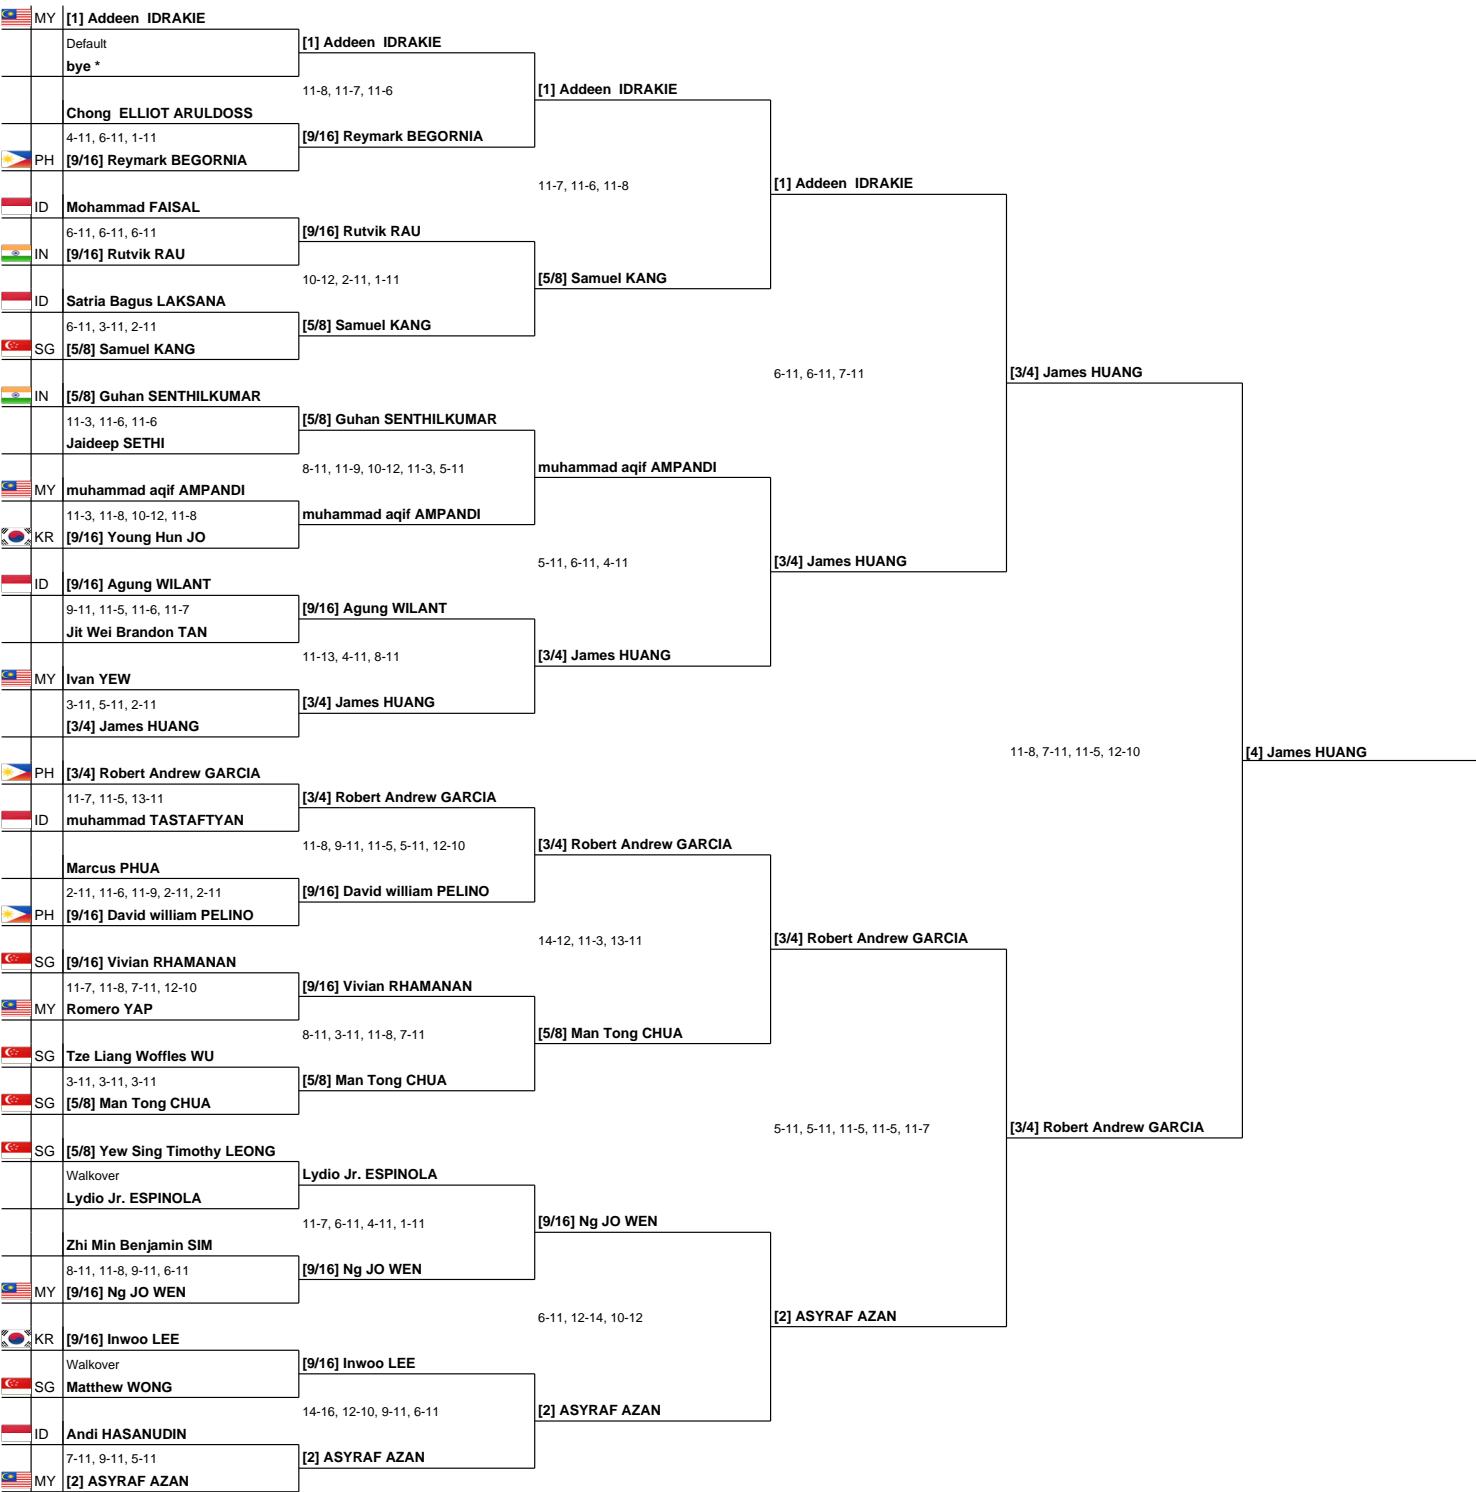 MY [1] Addeen IDRAKIE
Default
bye *
Chong ELLIOT ARULDOSS
4-11, 6-11, 1-11
PH [9/16] Reymark BEGORNIA
ID Mohammad FAISAL
6-11, 6-11, 6-11
IN [9/16] Rutvik RAU
ID Satria Bagus LAKSANA
6-11, 3-11, 2-11
SG [5/8] Samuel KANG
IN [5/8] Guhan SENTHILKUMAR
11-3, 11-6, 11-6
Jaideep SETHI
MY muhammad aqif AMPANDI
11-3, 11-8, 10-12, 11-8
KR [9/16] Young Hun JO
ID [9/16] Agung WILANT
9-11, 11-5, 11-6, 11-7
Jit Wei Brandon TAN
MY Ivan YEW
3-11, 5-11, 2-11
[3/4] James HUANG
PH [3/4] Robert Andrew GARCIA
11-7, 11-5, 13-11
ID muhammad TASTAFTYAN
Marcus PHUA
2-11, 11-6, 11-9, 2-11, 2-11
PH [9/16] David william PELINO
SG [9/16] Vivian RHAMANAN
11-7, 11-8, 7-11, 12-10
MY Romero YAP
SG Tze Liang Woffles WU
3-11, 3-11, 3-11
SG [5/8] Man Tong CHUA
SG [5/8] Yew Sing Timothy LEONG
Walkover
Lydio Jr. ESPINOLA
Zhi Min Benjamin SIM
8-11, 11-8, 9-11, 6-11
MY [9/16] Ng JO WEN
KR [9/16] Inwoo LEE
Walkover
SG Matthew WONG
ID Andi HASANUDIN
7-11, 9-11, 5-11
MY [2] ASYRAF AZAN
[1] Addeen IDRAKIE
11-8, 11-7, 11-6
[9/16] Reymark BEGORNIA
[9/16] Rutvik RAU
10-12, 2-11, 1-11
[5/8] Samuel KANG
[5/8] Guhan SENTHILKUMAR
8-11, 11-9, 10-12, 11-3, 5-11
muhammad aqif AMPANDI
[9/16] Agung WILANT
11-13, 4-11, 8-11
[3/4] James HUANG
[3/4] Robert Andrew GARCIA
11-8, 9-11, 11-5, 5-11, 12-10
[9/16] David william PELINO
[9/16] Vivian RHAMANAN
8-11, 3-11, 11-8, 7-11
[5/8] Man Tong CHUA
Lydio Jr. ESPINOLA
11-7, 6-11, 4-11, 1-11
[9/16] Ng JO WEN
[9/16] Inwoo LEE
14-16, 12-10, 9-11, 6-11
[2] ASYRAF AZAN
[1] Addeen IDRAKIE
11-7, 11-6, 11-8
[5/8] Samuel KANG
muhammad aqif AMPANDI
5-11, 6-11, 4-11
[3/4] James HUANG
[3/4] Robert Andrew GARCIA
14-12, 11-3, 13-11
[5/8] Man Tong CHUA
[9/16] Ng JO WEN
6-11, 12-14, 10-12
[2] ASYRAF AZAN
[1] Addeen IDRAKIE
6-11, 6-11, 7-11
[3/4] James HUANG
[3/4] Robert Andrew GARCIA
5-11, 5-11, 11-5, 11-5, 11-7
[2] ASYRAF AZAN
[3/4] James HUANG
11-8, 7-11, 11-5, 12-10
[3/4] Robert Andrew GARCIA
[4] James HUANG